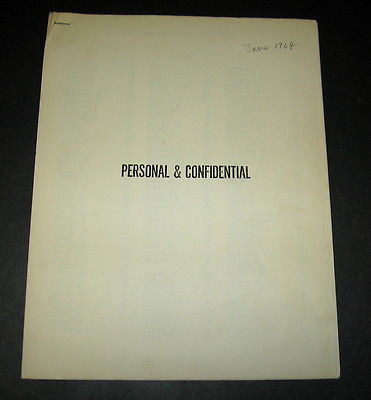 June 1964
PERSONAL & CONFIDENTIAL